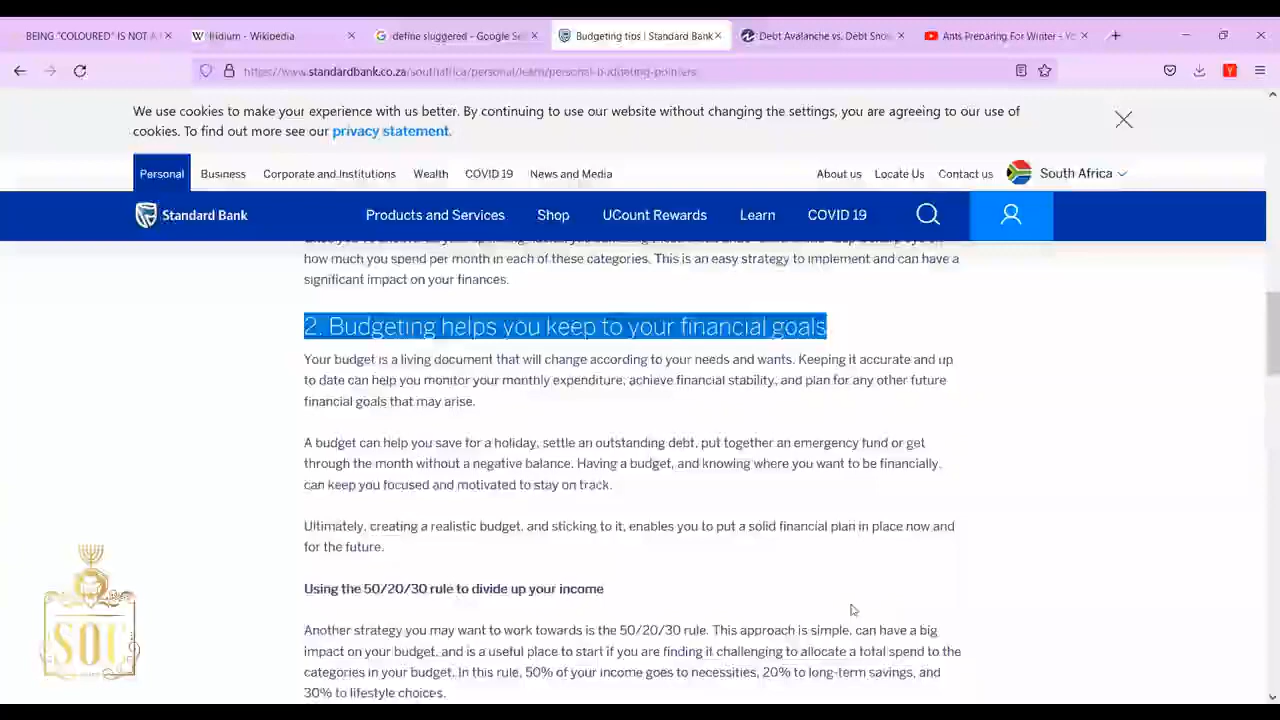 BEING "COLOURED" IS NOT A
Iridium - Wikipedia
define sluggered - Google Se
Budgeting tips | Standard Bank
Debt Avalanche vs. Debt Snow
Ants Preparing For Winter - Yo
https://www.standardbank.co.za/southafrica/personal/learn/personal-budgeting-pointers
We use cookies to make your experience with us better. By continuing to use our website without changing the settings, you are agreeing to our use of
cookies. To find out more see our privacy statement.
Personal Business Corporate and Institutions Wealth COVID 19 News and Media About us Locate Us Contact us South Africa
Standard Bank Products and Services Shop UCount Rewards Learn COVID 19
how much you spend per month in each of these categories. This is an easy strategy to implement and can have a
significant impact on your finances.
2. Budgeting helps you keep to your financial goals
Your budget is a living document that will change according to your needs and wants. Keeping it accurate and up
to date can help you monitor your monthly expenditure, achieve financial stability, and plan for any other future
financial goals that may arise.
A budget can help you save for a holiday, settle an outstanding debt, put together an emergency fund or get
through the month without a negative balance. Having a budget, and knowing where you want to be financially,
can keep you focused and motivated to stay on track.
Ultimately, creating a realistic budget, and sticking to it, enables you to put a solid financial plan in place now and
for the future.
Using the 50/20/30 rule to divide up your income
Another strategy you may want to work towards is the 50/20/30 rule. This approach is simple, can have a big
impact on your budget, and is a useful place to start if you are finding it challenging to allocate a total spend to the
categories in your budget. In this rule, 50% of your income goes to necessities, 20% to long-term savings, and
30% to lifestyle choices.
SOC